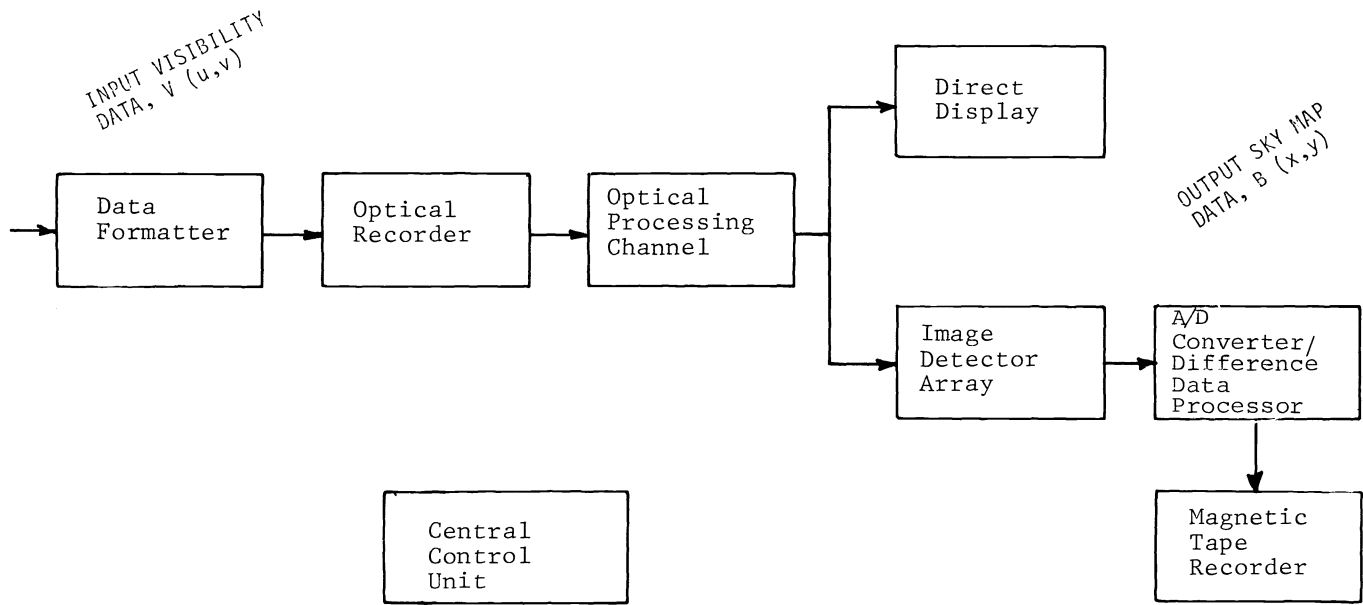 INPUT VISIBILITY
DATA, V (u,v)
Data
Formatter
Optical
Recorder
Optical
Processing
Channel
Direct
Display
OUTPUT SKY MAP
DATA, B (x,y)
Image
Detector
Array
A/D
Converter/
Difference
Data
Processor
Magnetic
Tape
Recorder
Central
Control
Unit